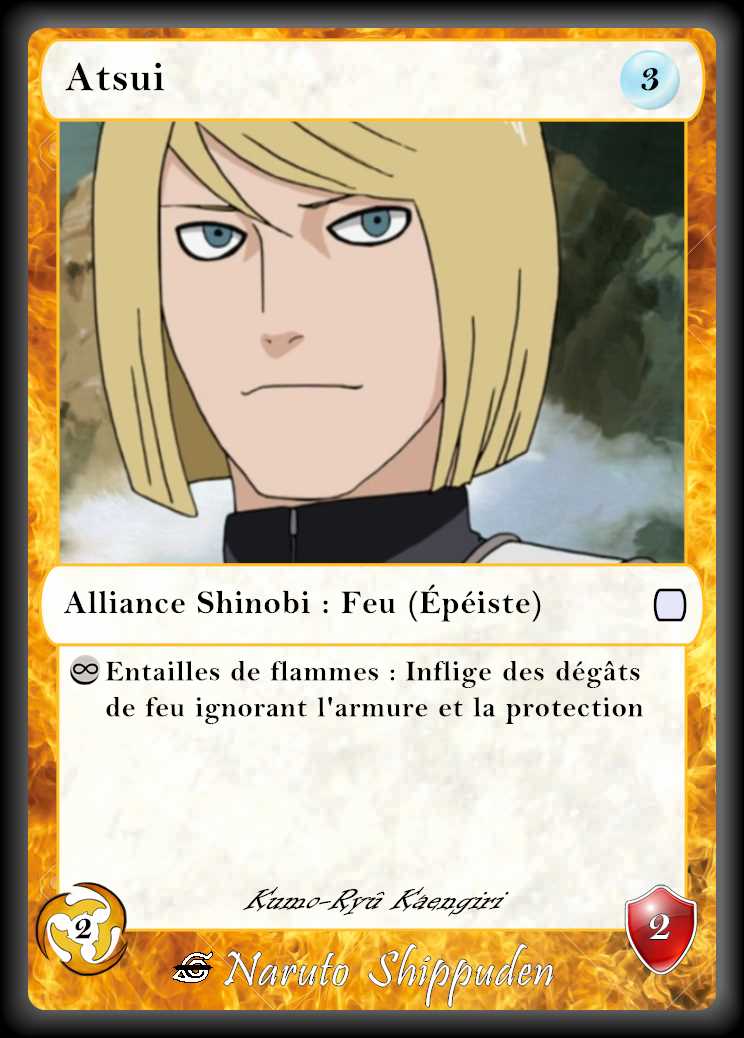 Atsui
3
Alliance Shinobi : Feu (Épéiste)
∞ Entailles de flammes : Inflige des dégâts
de feu ignorant l'armure et la protection
Kumo-Ryû Kaengiri
2
2
Naruto Shippuden